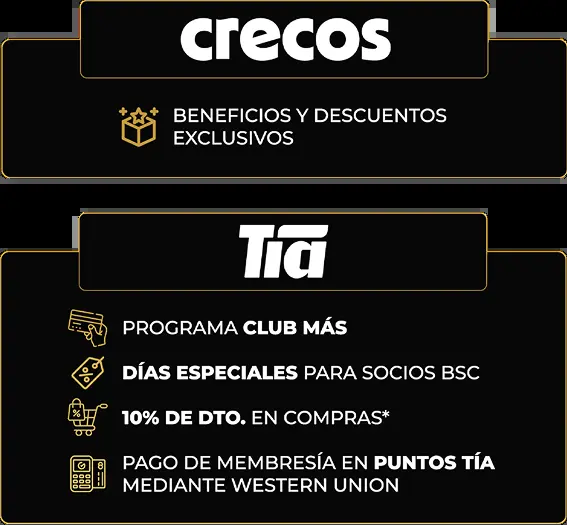 crecos
BENEFICIOS Y DESCUENTOS
EXCLUSIVOS
Tía
PROGRAMA CLUB MÁS
DÍAS ESPECIALES PARA SOCIOS BSC
10% DE DTO. EN COMPRAS*
PAGO DE MEMBRESÍA EN PUNTOS TÍA
MEDIANTE WESTERN UNION